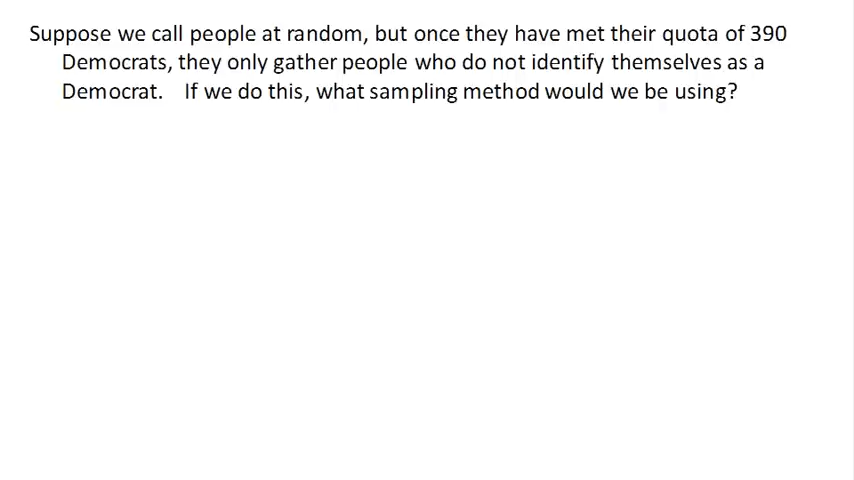 Suppose we call people at random, but once they have met their quota of 390
Democrats, they only gather people who do not identify themselves as a
Democrat. If we do this, what sampling method would we be using?